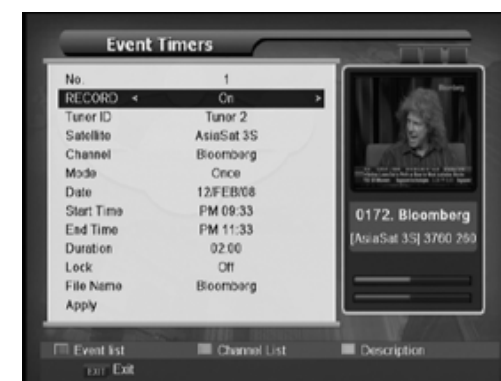 Event Timers
No. 1
RECORD On
Tuner ID Tunor 2
Satellite AsiaSat 3S
Channel Bloomberg
Mode Once
Date 12/FEB/08
Start Time PM 09:33
End Time PM 11:33
Duration 02:00
Lock Off
File Name Bloomberg
Apply
Bloomberg
0172. Bloomberg
[AsiaSat 3S] 3760 260
Event list Channel List Description
EXIT Exit